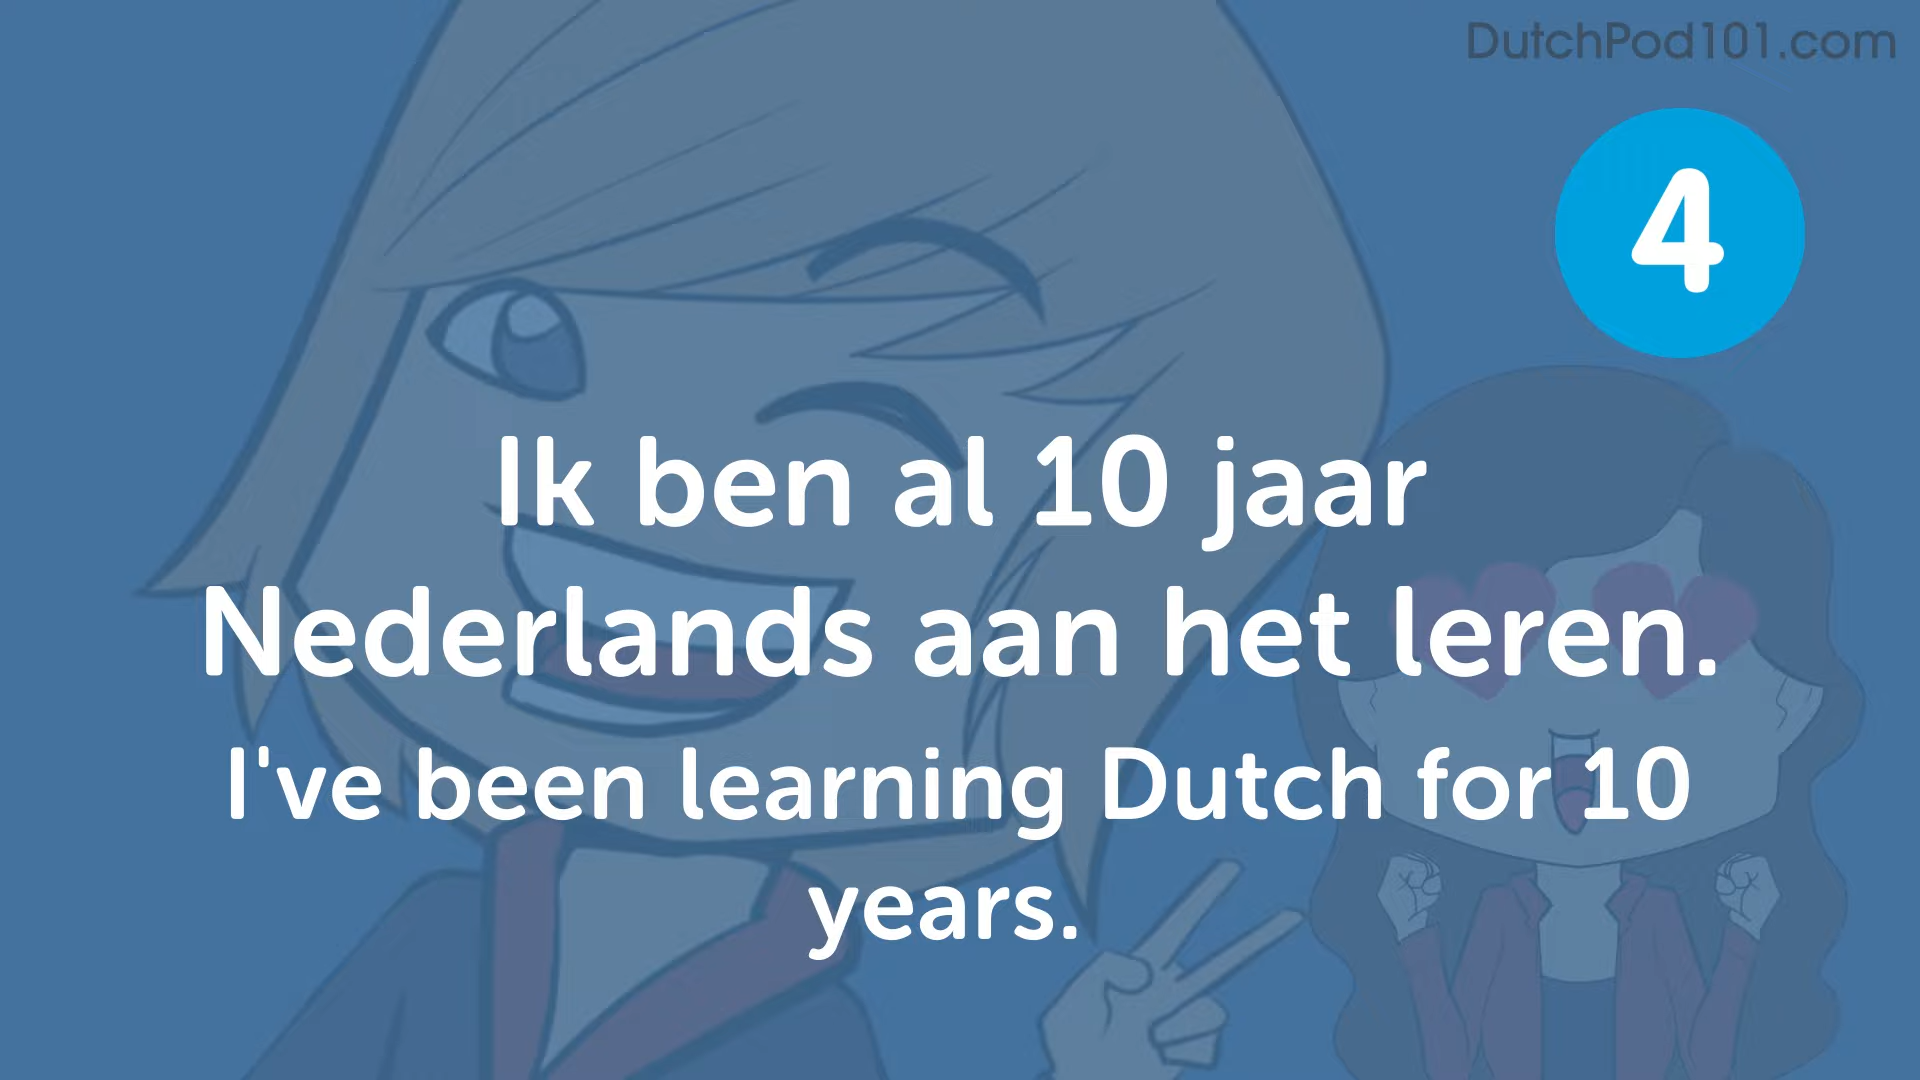 DutchPod101.com
4
Ik ben al 10 jaar
Nederlands aan het leren.
I've been learning Dutch for 10
years.